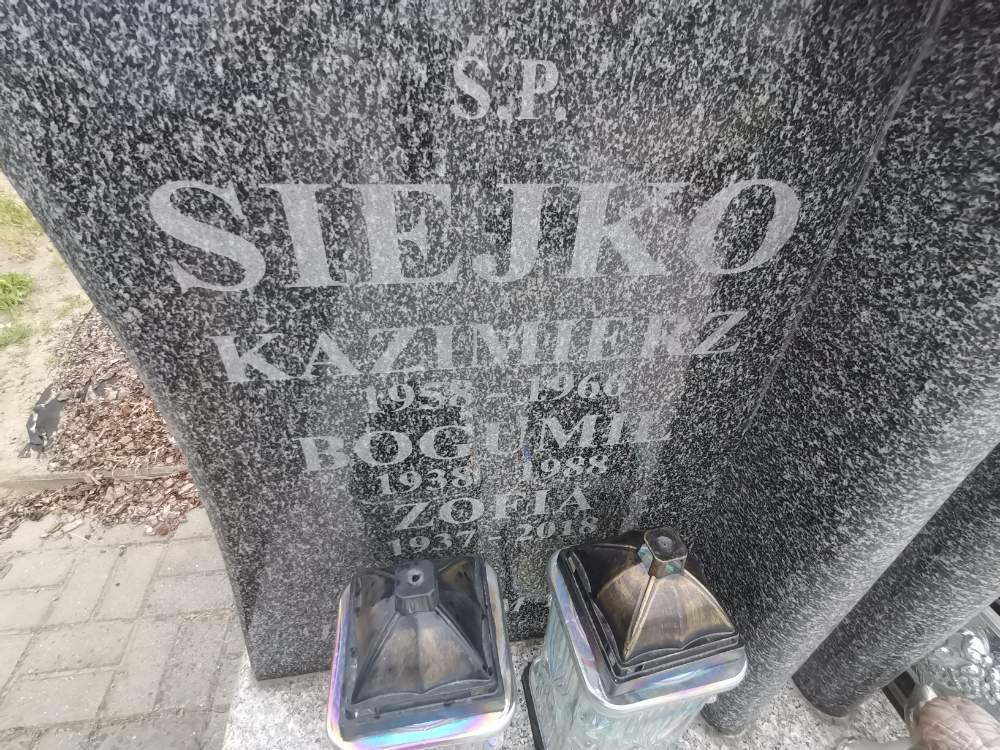 Ś.P.
SIEJKO
KAZIMIERZ
1958 - 1966
BOGUMIŁ
1938 - 1988
ZOFIA
1937 - 2018